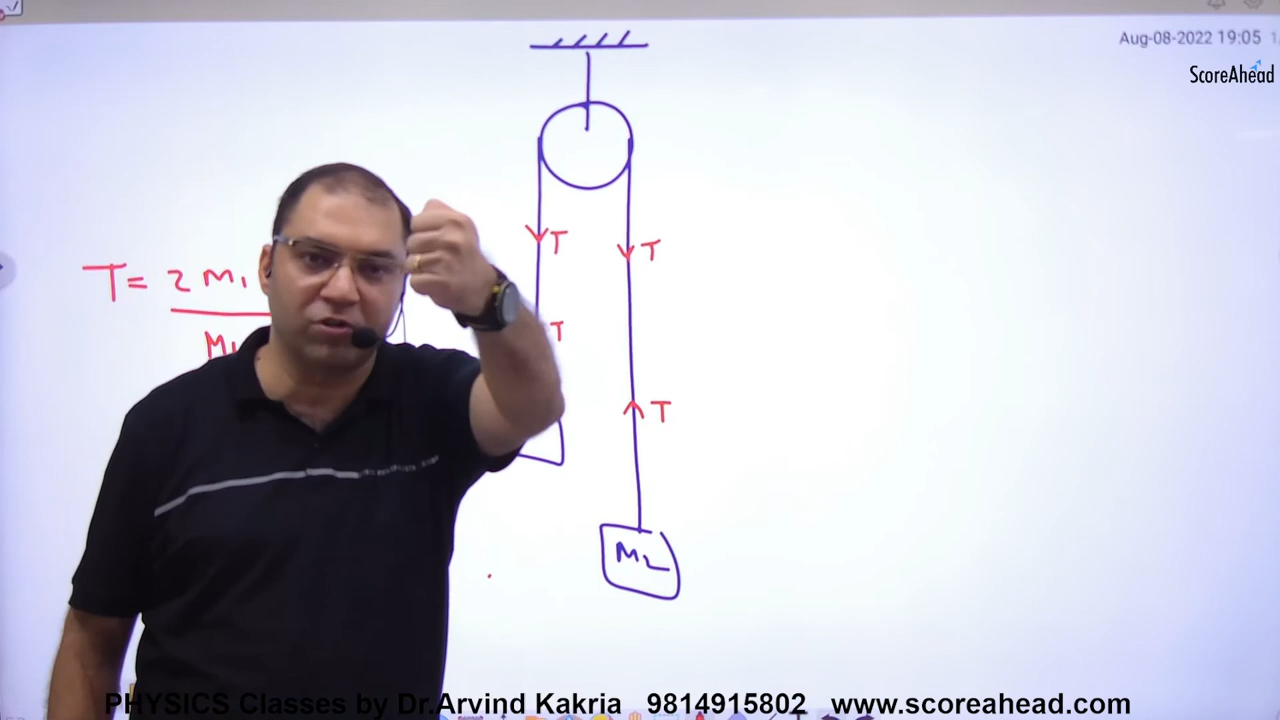 Aug-08-2022 19:05
ScoreAhead
T T
T = 2 M1
M1
T
T
M2
PHYSICS Classes by Dr.Arvind Kakria 9814915802 www.scoreahead.com